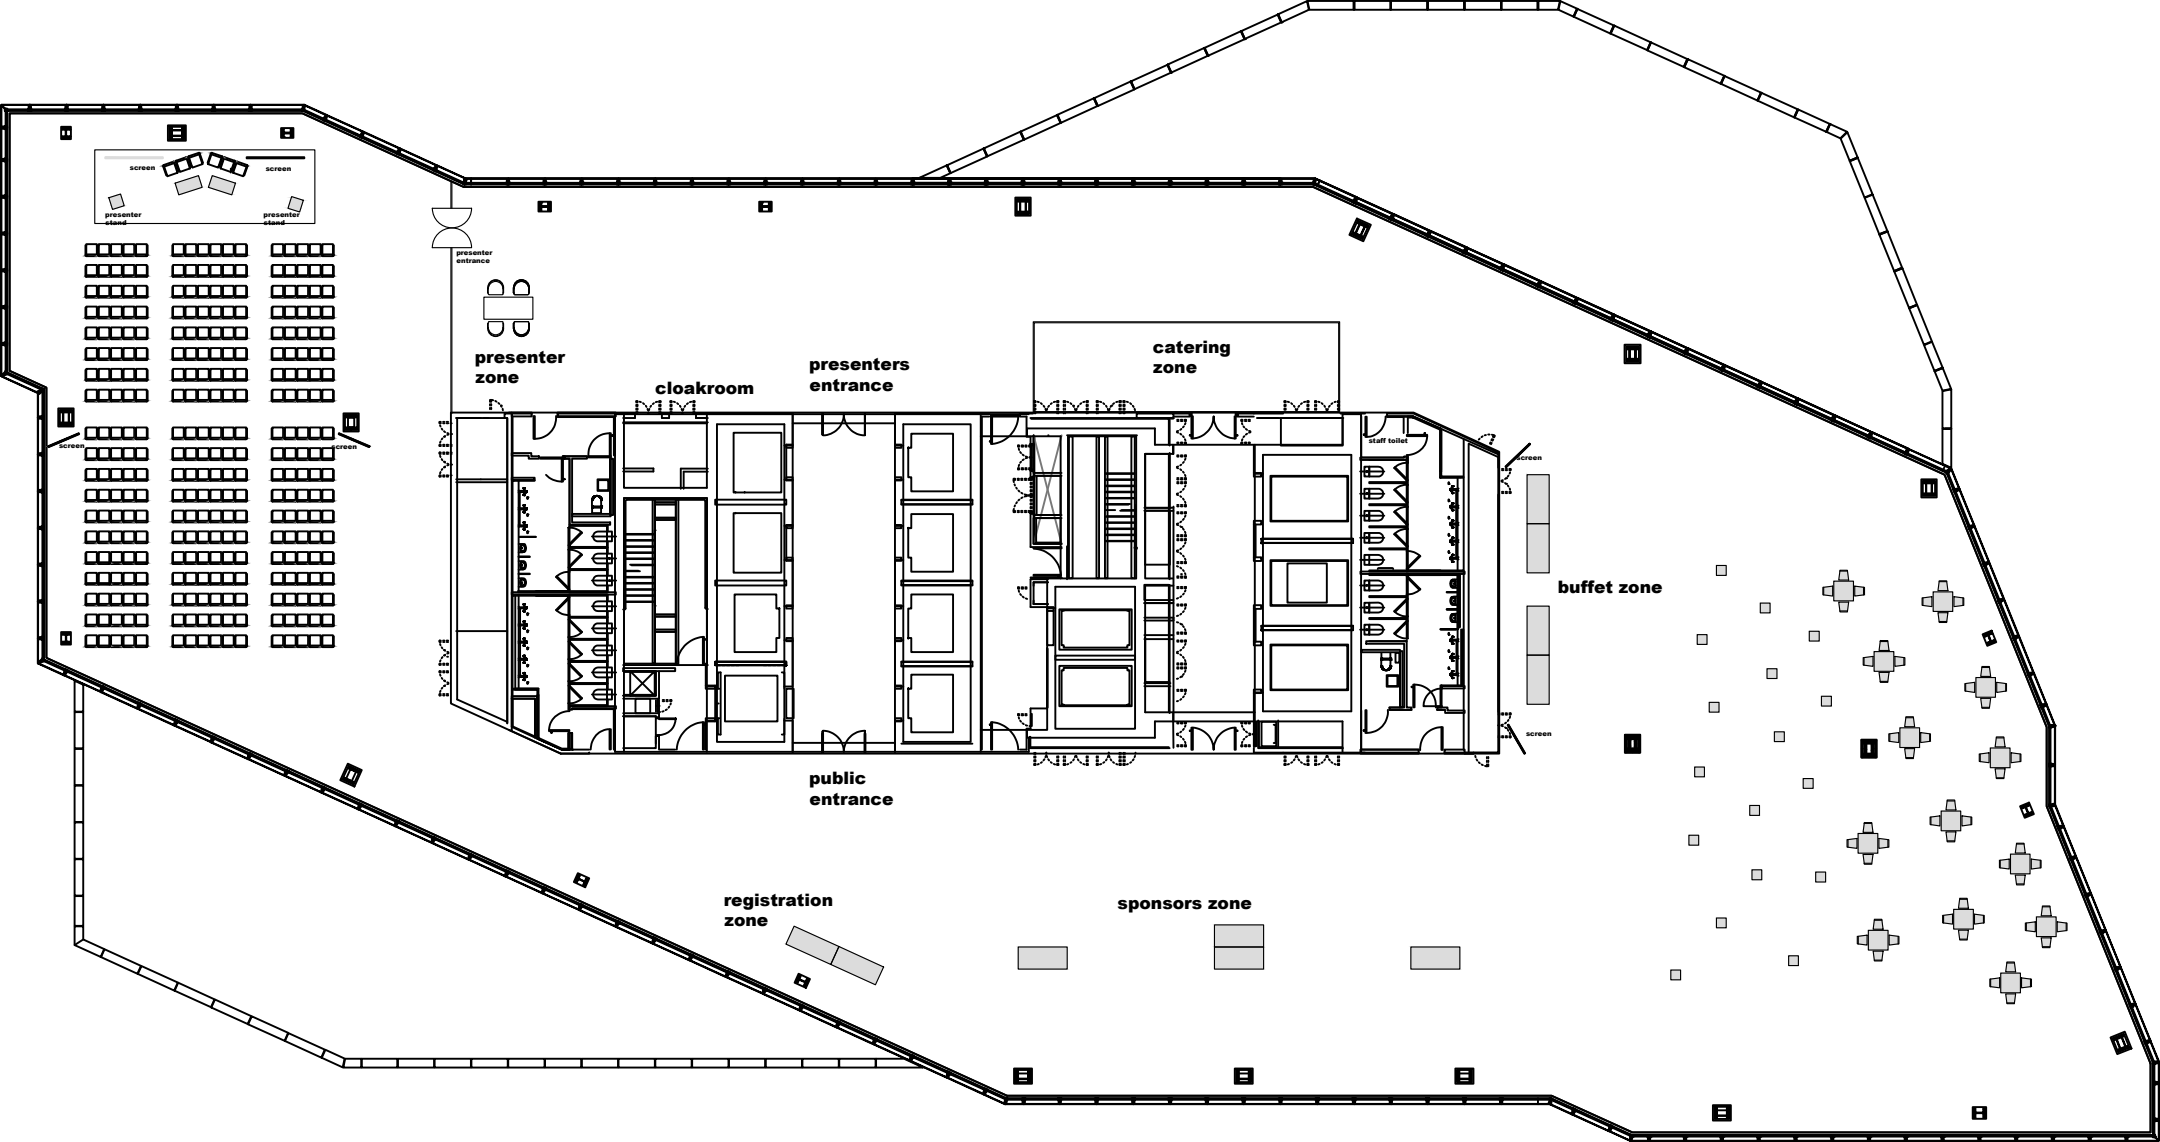 screen
screen
presenter
stand
presenter
stand
presenter
entrance
presenter
zone
cloakroom
presenters
entrance
catering
zone
screen
screen
staff toilet
screen
buffet zone
screen
public
entrance
registration
zone
sponsors zone